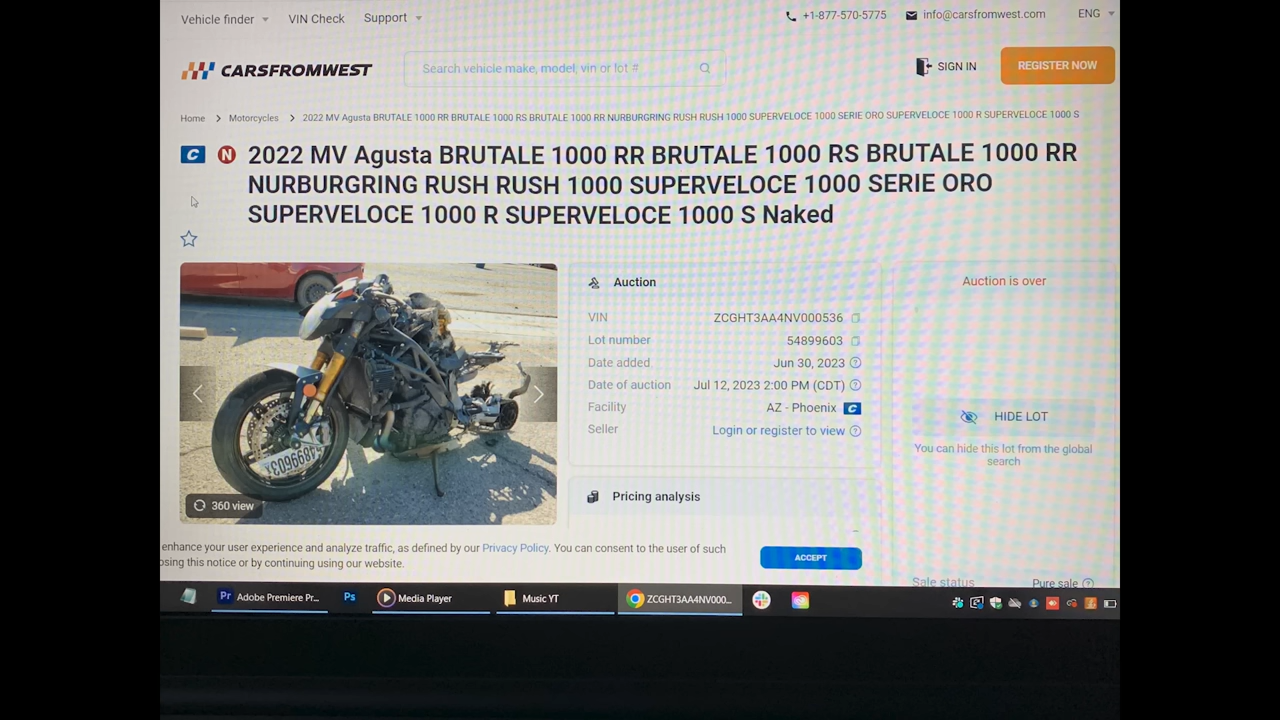 Vehicle finder VIN Check Support +1-877-570-5775 info@carsfromwest.com ENG
CARSFROMWEST Search vehicle make, model, vin or lot # SIGN IN REGISTER NOW
Home > Motorcycles > 2022 MV Agusta BRUTALE 1000 RR BRUTALE 1000 RS BRUTALE 1000 RR NURBURGRING RUSH RUSH 1000 SUPERVELOCE 1000 SERIE ORO SUPERVELOCE 1000 R SUPERVELOCE 1000 S
C N 2022 MV Agusta BRUTALE 1000 RR BRUTALE 1000 RS BRUTALE 1000 RR
NURBURGRING RUSH RUSH 1000 SUPERVELOCE 1000 SERIE ORO
SUPERVELOCE 1000 R SUPERVELOCE 1000 S Naked
54899603
360 view
Auction
VIN ZCGHT3AA4NV000536
Lot number 54899603
Date added Jun 30, 2023
Date of auction Jul 12, 2023 2:00 PM (CDT)
Facility AZ - Phoenix C
Seller Login or register to view
Pricing analysis
Auction is over
HIDE LOT
You can hide this lot from the global
search
Sale status Pure sale
enhance your user experience and analyze traffic, as defined by our Privacy Policy. You can consent to the user of such
osing this notice or by continuing using our website.
ACCEPT
Pr Adobe Premiere Pr... Ps Media Player Music YT ZCGHT3AA4NV000...